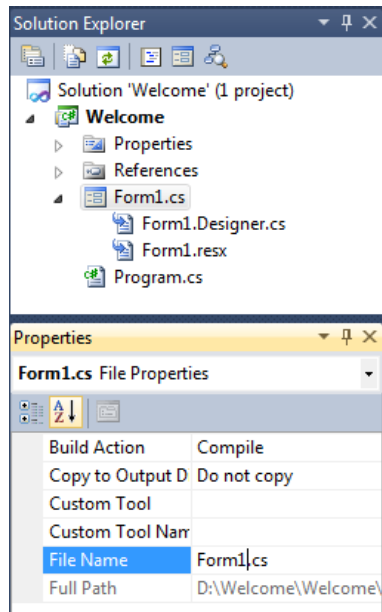 Solution Explorer
Solution 'Welcome' (1 project)
Welcome
Properties
References
Form1.cs
Form1.Designer.cs
Form1.resx
Program.cs
Properties
Form1.cs File Properties
Build Action Compile
Copy to Output D Do not copy
Custom Tool
Custom Tool Nam
File Name Form1.cs
Full Path D:\Welcome\Welcome\